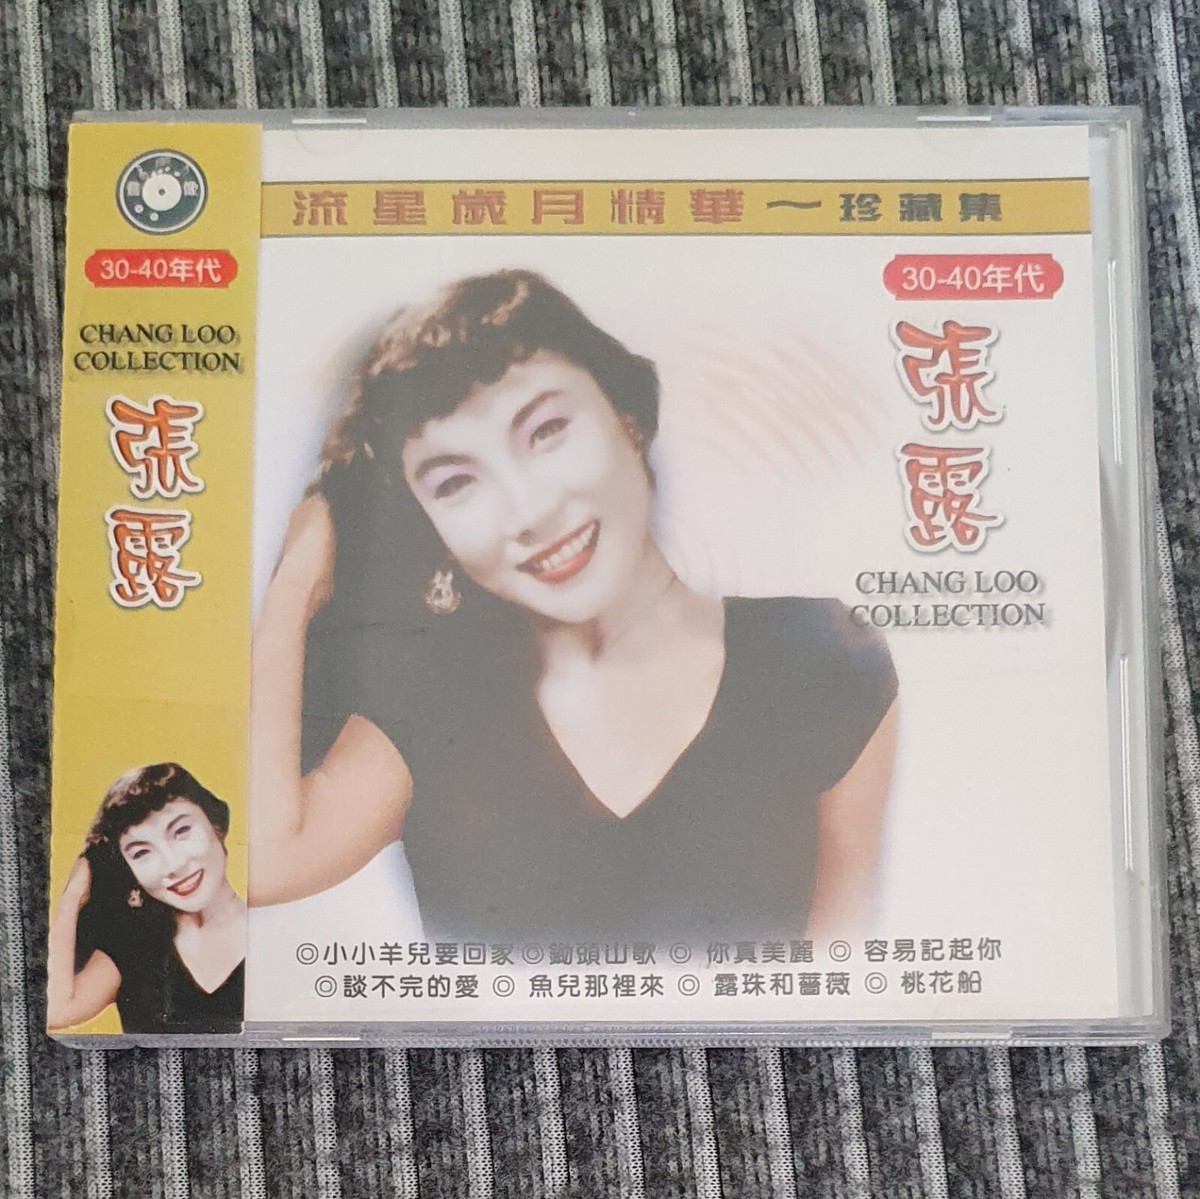 30-40年代
CHANG LOO
COLLECTION
張露
流星歲月精華～珍藏集
30-40年代
張露
CHANG LOO
COLLECTION
◎小小羊兒要回家 ◎鋤頭山歌 ◎ 你真美麗 ◎ 容易記起你
◎談不完的愛 ◎ 魚兒那裡來 ◎ 露珠和薔薇 ◎ 桃花船